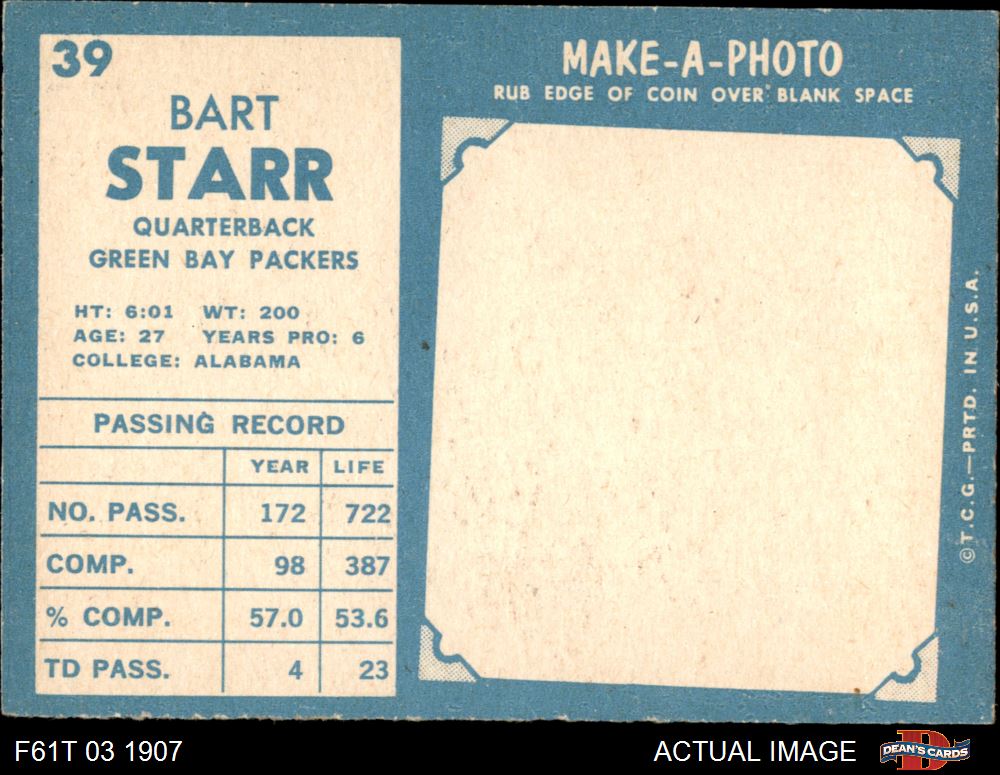 39
BART
STARR
QUARTERBACK
GREEN BAY PACKERS
HT: 6:01 WT: 200
AGE: 27 YEARS PRO: 6
COLLEGE: ALABAMA
PASSING RECORD
YEAR LIFE
NO. PASS. 172 722
COMP. 98 387
% COMP. 57.0 53.6
TD PASS. 4 23
MAKE-A-PHOTO
RUB EDGE OF COIN OVER BLANK SPACE
©T.C.G.—PRTD. IN U.S.A.
F61T 03 1907
ACTUAL IMAGE
D
DEAN'S CARDS